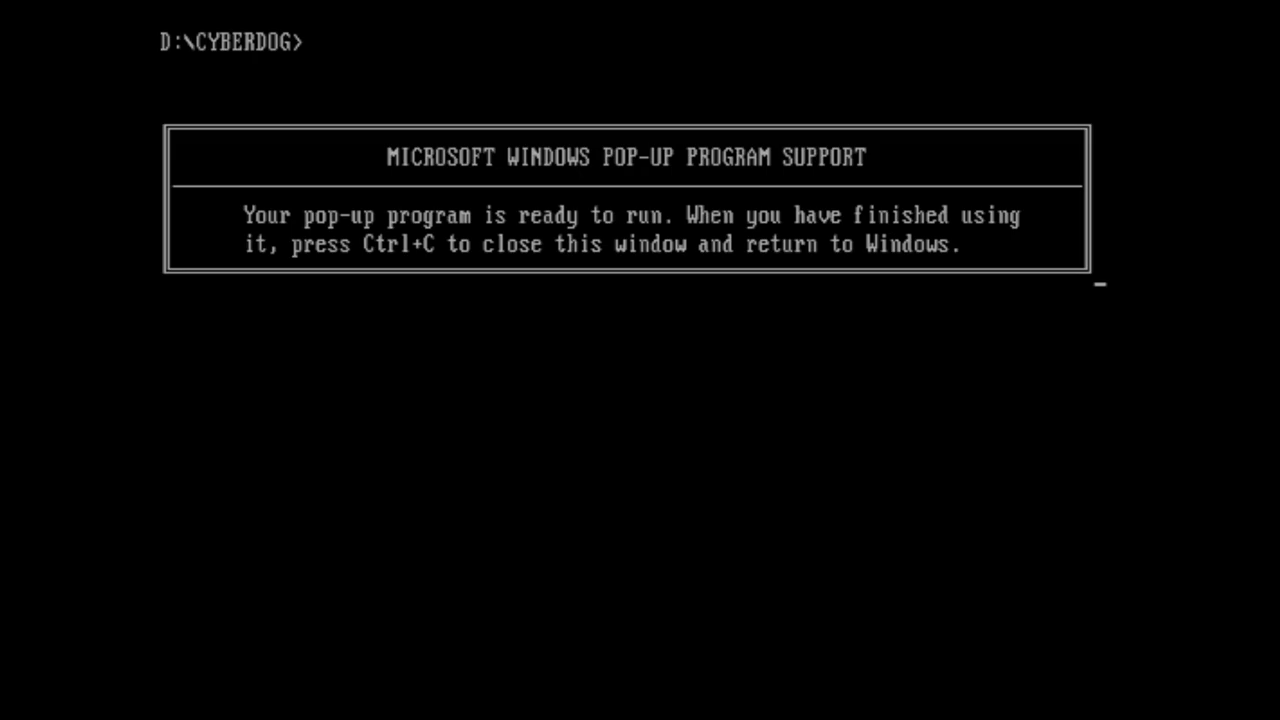 D:\CYBERDOG>
MICROSOFT WINDOWS POP-UP PROGRAM SUPPORT
Your pop-up program is ready to run. When you have finished using
it, press Ctrl+C to close this window and return to Windows.